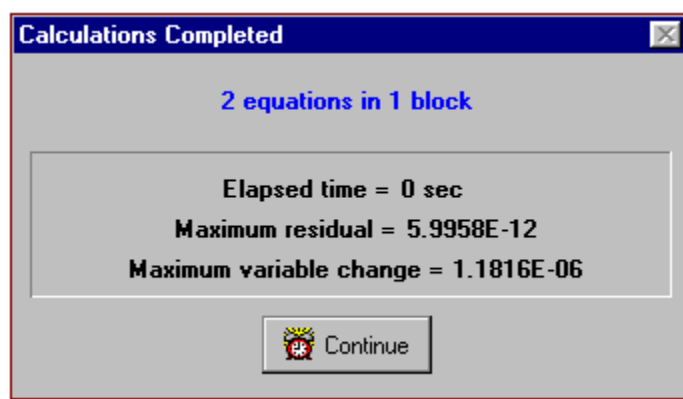 Calculations Completed
2 equations in 1 block
Elapsed time = 0 sec
Maximum residual = 5.9958E-12
Maximum variable change = 1.1816E-06
Continue